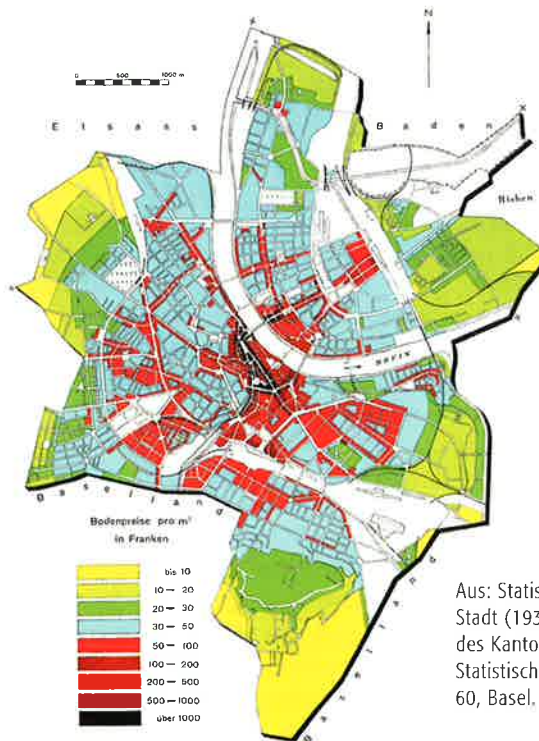 N
0 500 1000 m
Elsass
Baden
Riehen
RHEIN
Baselland
Baselland
Bodenpreise pro m²
in Franken
bis 10
10 – 20
20 – 30
30 – 50
50 – 100
100 – 200
200 – 500
500 – 1000
über 1000
Aus: Statis
Stadt (193
des Kanto
Statistisch
60, Basel.